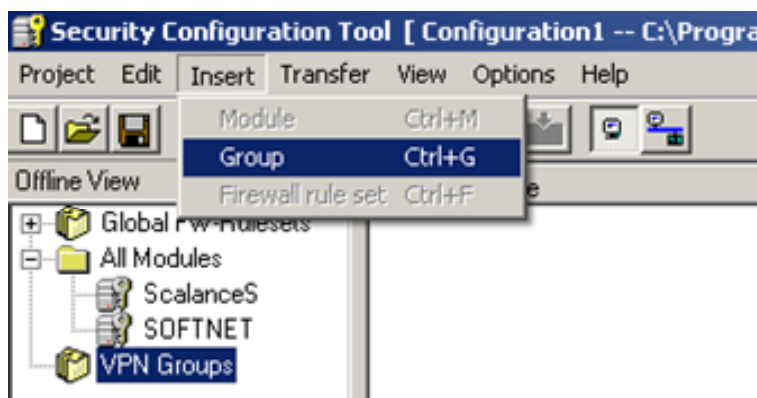 Security Configuration Tool [ Configuration1 -- C:\Progra
Project Edit Insert Transfer View Options Help
Module Ctrl+M
Group Ctrl+G
Firewall rule set Ctrl+F
Offline View
Global FW-Rulesets
All Modules
ScalanceS
SOFTNET
VPN Groups